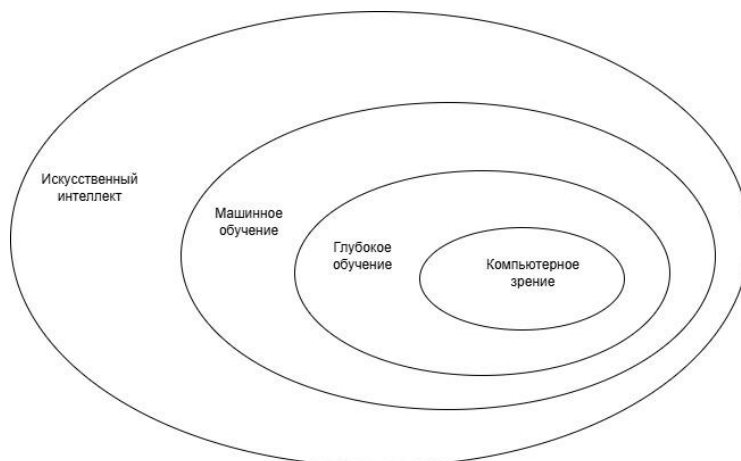 Искусственный
интеллект
Машинное
обучение
Глубокое
обучение
Компьютерное
зрение